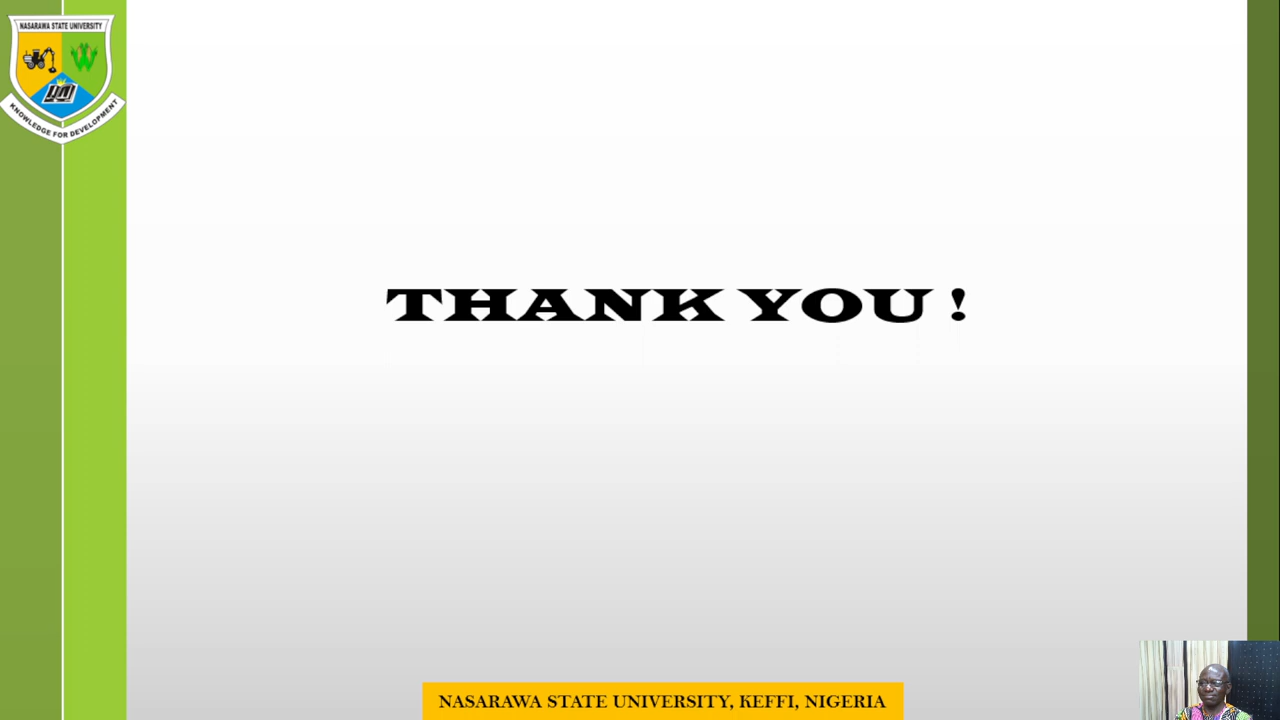 NASARAWA STATE UNIVERSITY
KNOWLEDGE FOR DEVELOPMENT
THANK YOU !
NASARAWA STATE UNIVERSITY, KEFFI, NIGERIA